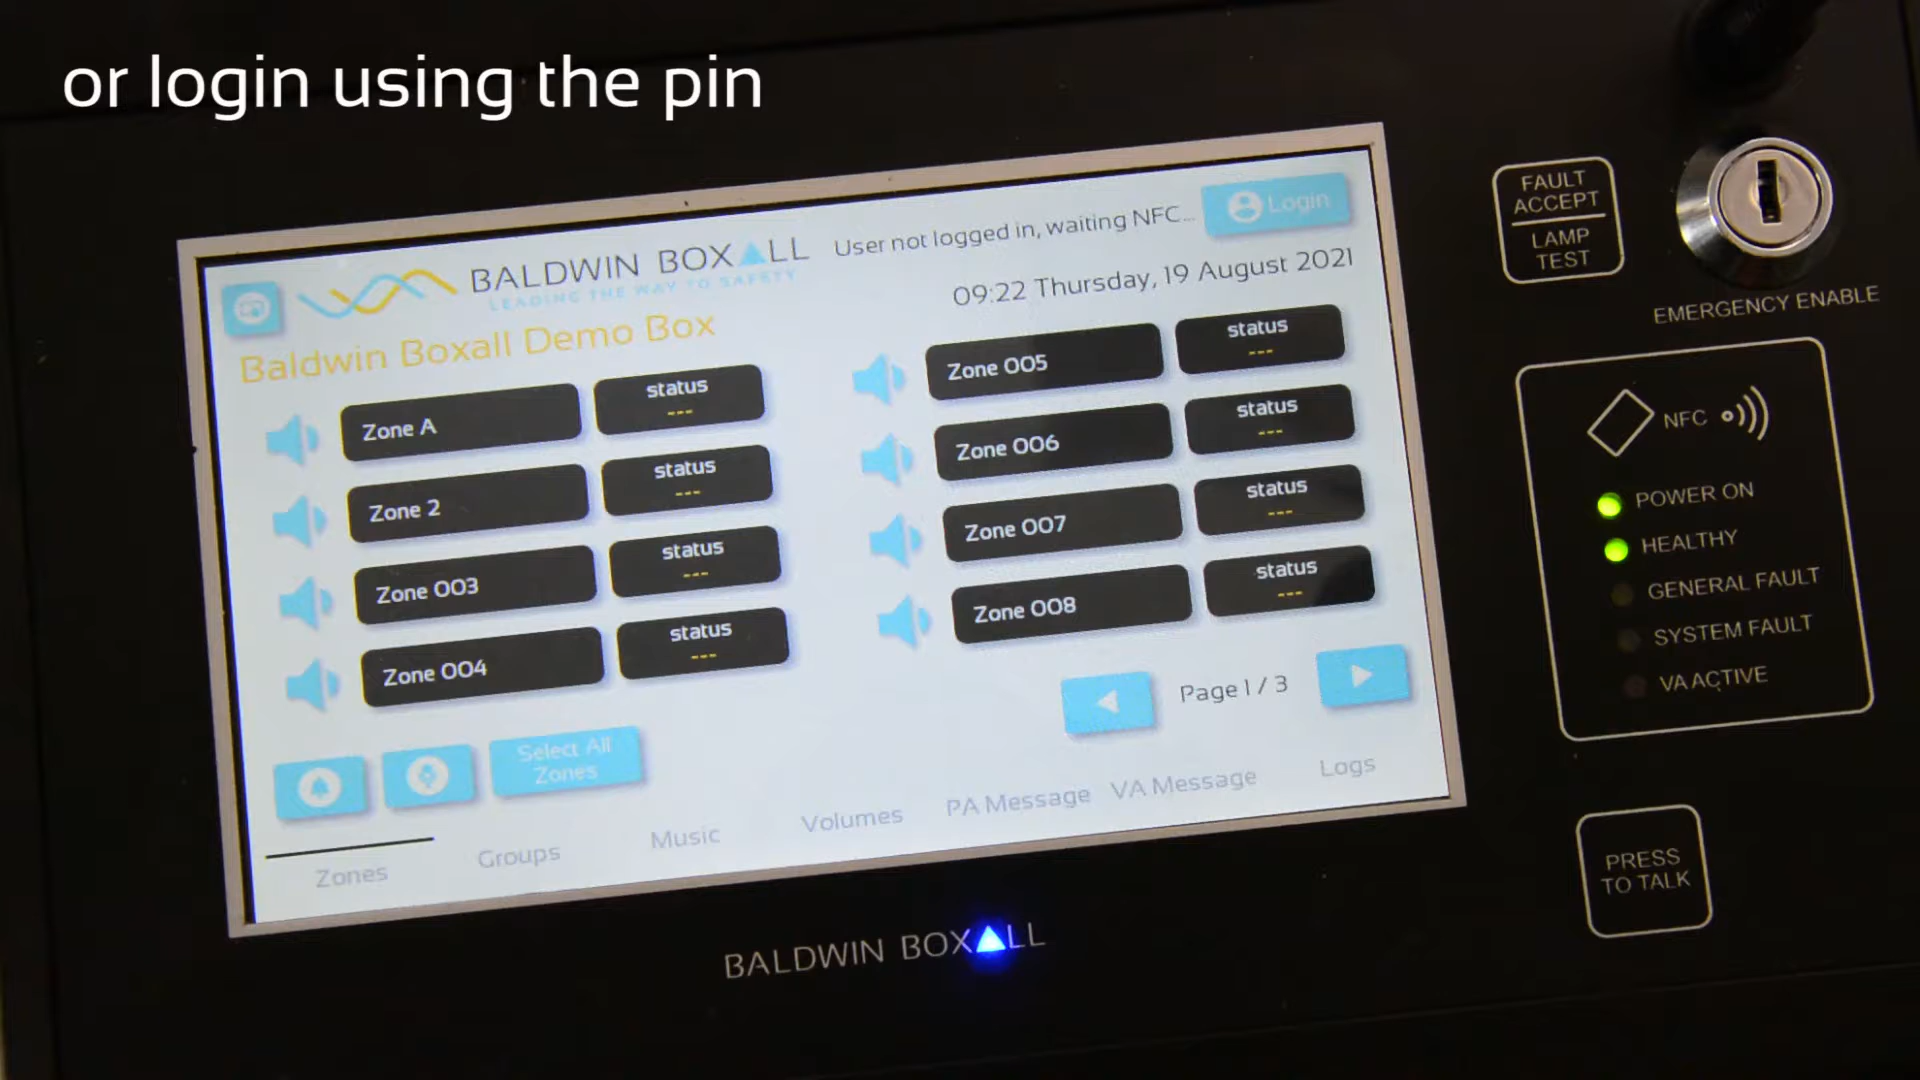 or login using the pin
BALDWIN BOXALL
LEADING THE WAY TO SAFETY
User not logged in, waiting NFC...
Login
09:22 Thursday, 19 August 2021
Baldwin Boxall Demo Box
Zone A
status
---
Zone 2
status
---
Zone 003
status
---
Zone 004
status
---
Zone 005
status
---
Zone 006
status
---
Zone 007
status
---
Zone 008
status
---
Select All
Zones
Page 1 / 3
Zones
Groups
Music
Volumes
PA Message
VA Message
Logs
BALDWIN BOXALL
FAULT
ACCEPT
LAMP
TEST
EMERGENCY ENABLE
NFC
POWER ON
HEALTHY
GENERAL FAULT
SYSTEM FAULT
VA ACTIVE
PRESS
TO TALK